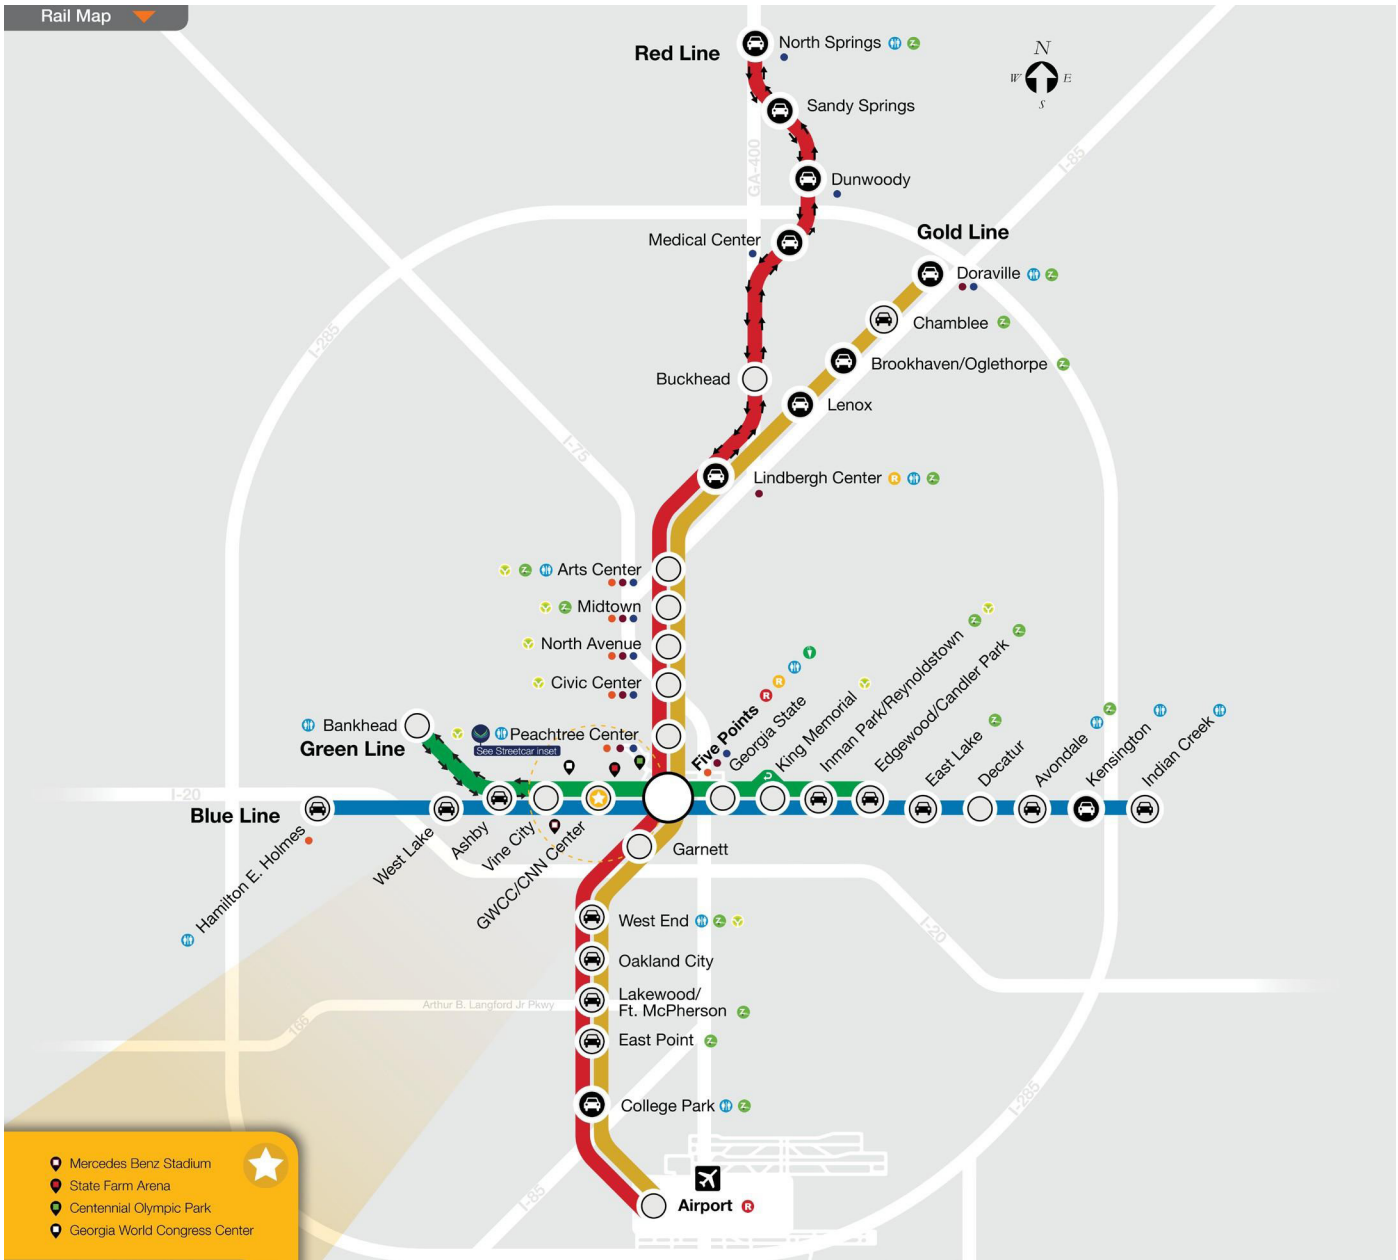 Rail Map
Red Line
North Springs
N
W
E
S
Sandy Springs
I-85
GA-400
Dunwoody
Medical Center
Gold Line
Doraville
Chamblee
I-285
Brookhaven/Oglethorpe
Buckhead
Lenox
I-75
Lindbergh Center
R
Arts Center
Midtown
North Avenue
Civic Center
Bankhead
Green Line
Peachtree Center
See Streetcar inset
Five Points
R
R
Georgia State
King Memorial
Inman Park/Reynoldstown
Edgewood/Candler Park
East Lake
Decatur
Avondale
Kensington
Indian Creek
I-20
Blue Line
Hamilton E. Holmes
West Lake
Ashby
Vine City
GWCC/CNN Center
Garnett
West End
I-20
Oakland City
Lakewood/
Ft. McPherson
Arthur B. Langford Jr Pkwy
166
East Point
College Park
I-285
I-85
Airport
R
Mercedes Benz Stadium
State Farm Arena
Centennial Olympic Park
Georgia World Congress Center